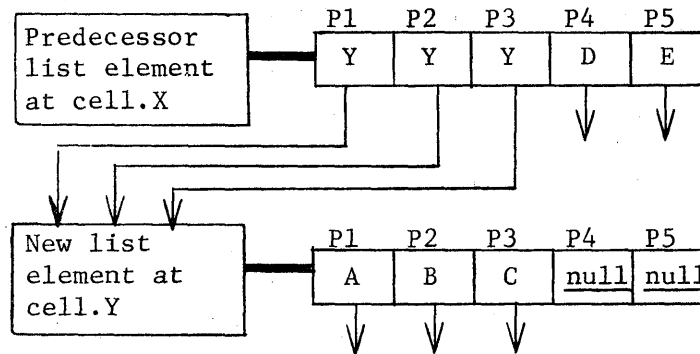 P1 P2 P3 P4 P5
Predecessor
list element
at cell.X
Y Y Y D E
New list
element at
cell.Y
P1 P2 P3 P4 P5
A B C null null